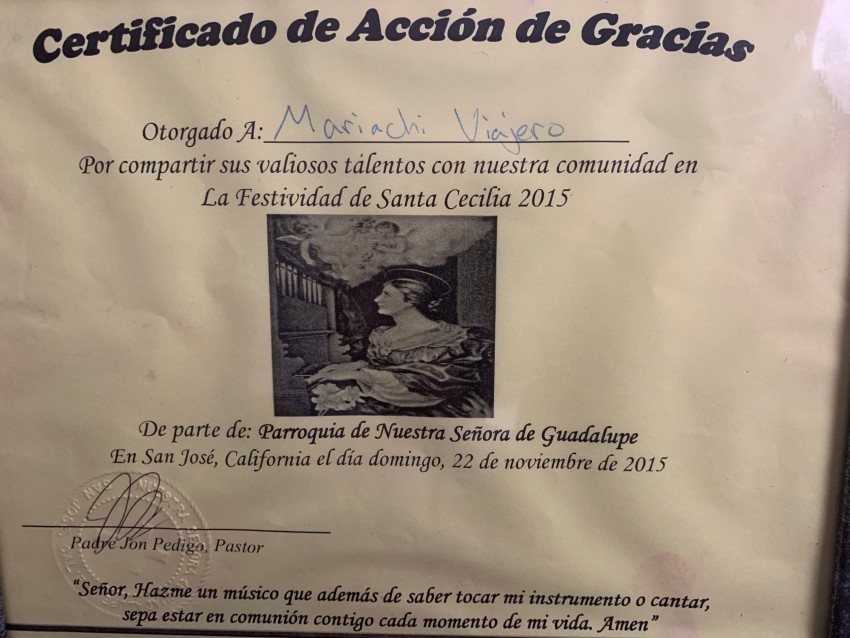 Certificado de Acción de Gracias
Otorgado A: Mariachi Viajero
Por compartir sus valiosos talentos con nuestra comunidad en
La Festividad de Santa Cecilia 2015
De parte de: Parroquia de Nuestra Señora de Guadalupe
En San José, California el día domingo, 22 de noviembre de 2015
Padre Jon Pedigo, Pastor
"Señor, Hazme un músico que además de saber tocar mi instrumento o cantar,
sepa estar en comunión contigo cada momento de mi vida. Amen"